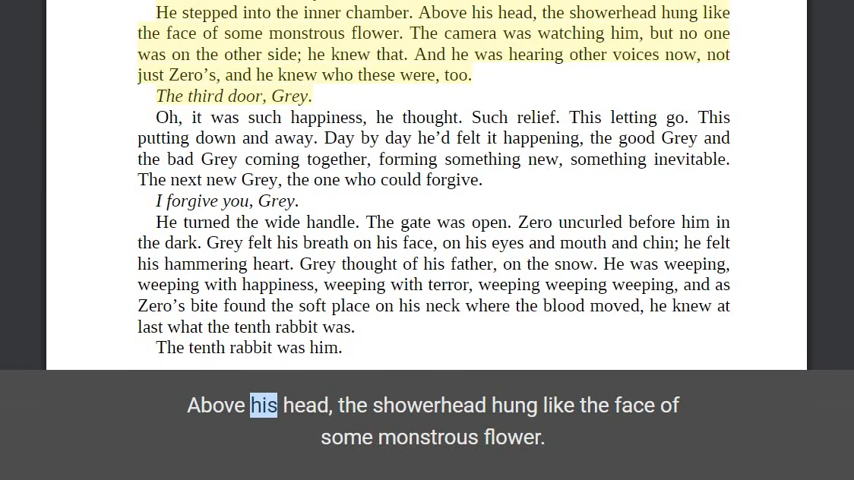 He stepped into the inner chamber. Above his head, the showerhead hung like
the face of some monstrous flower. The camera was watching him, but no one
was on the other side; he knew that. And he was hearing other voices now, not
just Zero's, and he knew who these were, too.
The third door, Grey.
Oh, it was such happiness, he thought. Such relief. This letting go. This
putting down and away. Day by day he'd felt it happening, the good Grey and
the bad Grey coming together, forming something new, something inevitable.
The next new Grey, the one who could forgive.
I forgive you, Grey.
He turned the wide handle. The gate was open. Zero uncurled before him in
the dark. Grey felt his breath on his face, on his eyes and mouth and chin; he felt
his hammering heart. Grey thought of his father, on the snow. He was weeping,
weeping with happiness, weeping with terror, weeping weeping weeping, and as
Zero's bite found the soft place on his neck where the blood moved, he knew at
last what the tenth rabbit was.
The tenth rabbit was him.
Above his head, the showerhead hung like the face of
some monstrous flower.